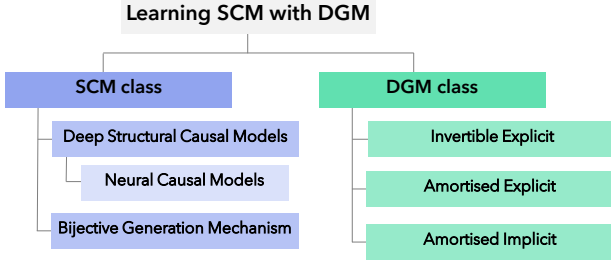 Learning SCM with DGM
SCM class
DGM class
Deep Structural Causal Models
Neural Causal Models
Bijective Generation Mechanism
Invertible Explicit
Amortised Explicit
Amortised Implicit